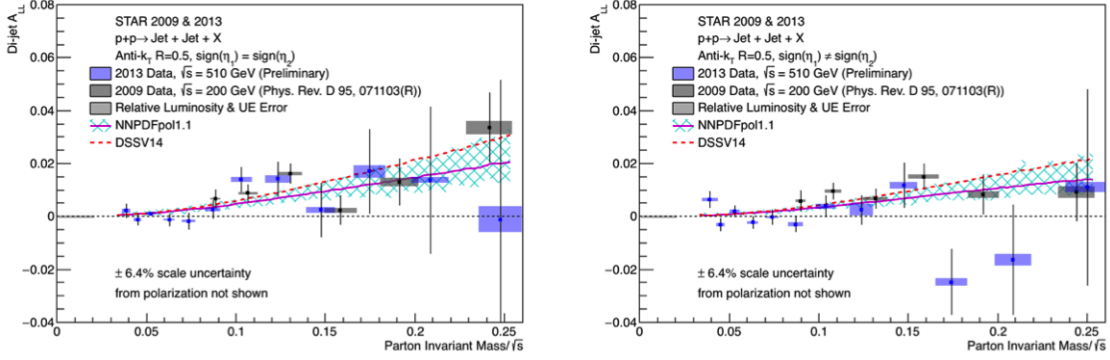 Di-jet A_LL
0.08
0.06
0.04
0.02
0
−0.02
−0.04
STAR 2009 & 2013
p+p→ Jet + Jet + X
Anti-k_T R=0.5, sign(η_1) = sign(η_2)
2013 Data, √s = 510 GeV (Preliminary)
2009 Data, √s = 200 GeV (Phys. Rev. D 95, 071103(R))
Relative Luminosity & UE Error
NNPDFpol1.1
DSSV14
± 6.4% scale uncertainty
from polarization not shown
0 0.05 0.1 0.15 0.2 0.25
Parton Invariant Mass/√s
Di-jet A_LL
0.08
0.06
0.04
0.02
0
−0.02
−0.04
STAR 2009 & 2013
p+p→ Jet + Jet + X
Anti-k_T R=0.5, sign(η_1) ≠ sign(η_2)
2013 Data, √s = 510 GeV (Preliminary)
2009 Data, √s = 200 GeV (Phys. Rev. D 95, 071103(R))
Relative Luminosity & UE Error
NNPDFpol1.1
DSSV14
± 6.4% scale uncertainty
from polarization not shown
0 0.05 0.1 0.15 0.2 0.25
Parton Invariant Mass/√s